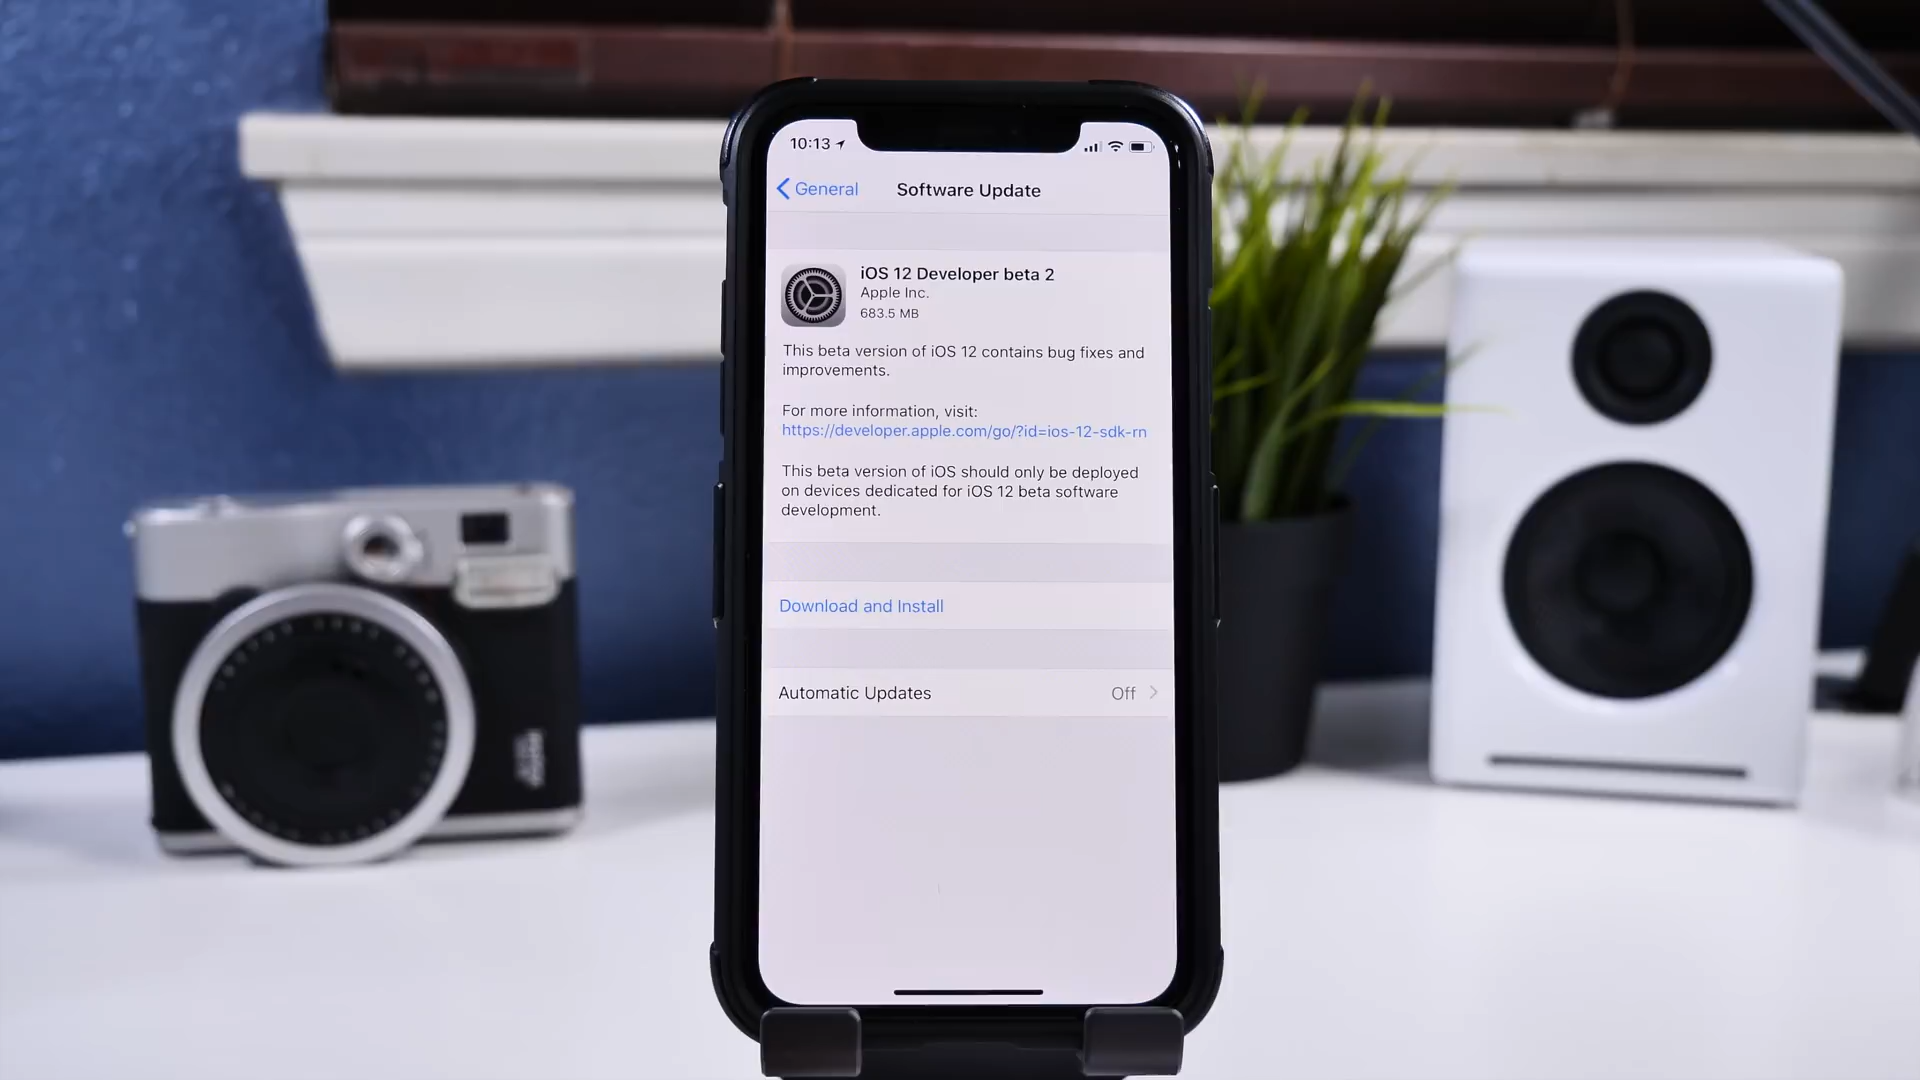 10:13
General
Software Update
iOS 12 Developer beta 2
Apple Inc.
683.5 MB
This beta version of iOS 12 contains bug fixes and
improvements.
For more information, visit:
https://developer.apple.com/go/?id=ios-12-sdk-rn
This beta version of iOS should only be deployed
on devices dedicated for iOS 12 beta software
development.
Download and Install
Automatic Updates Off